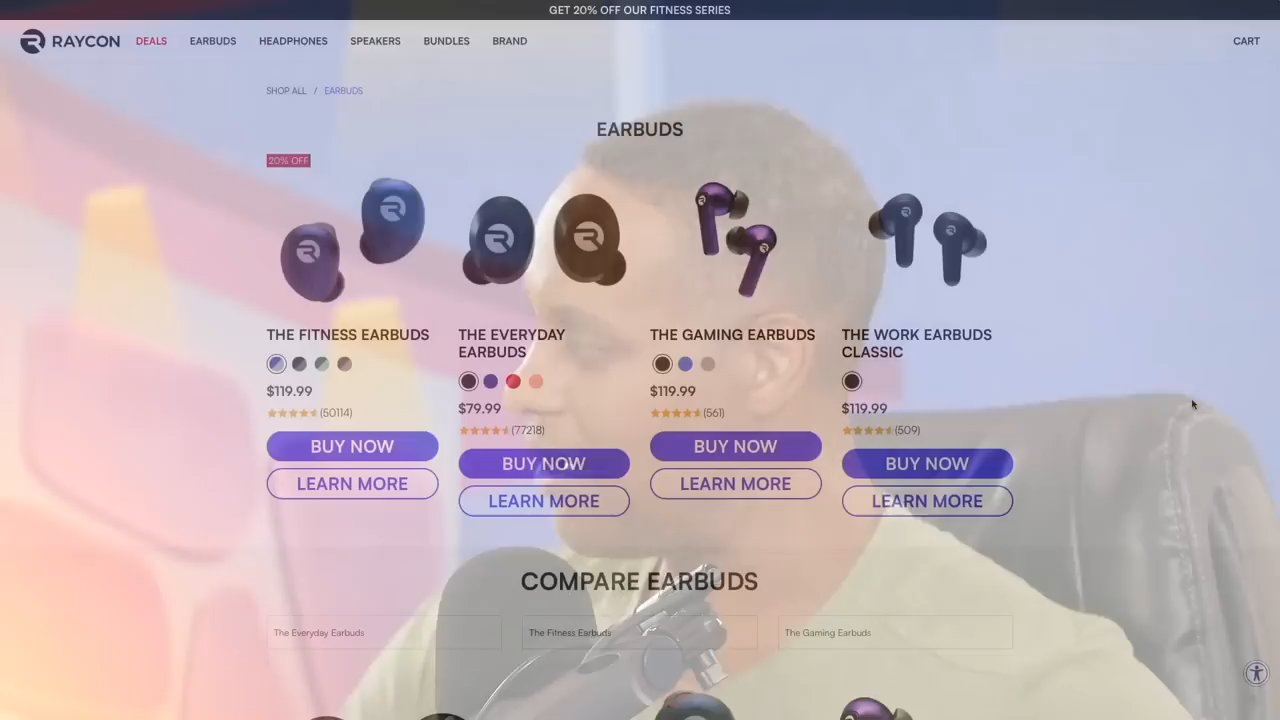 GET 20% OFF OUR FITNESS SERIES
RAYCON DEALS EARBUDS HEADPHONES SPEAKERS BUNDLES BRAND CART
SHOP ALL / EARBUDS
EARBUDS
20% OFF
THE FITNESS EARBUDS
$119.99
(50114)
BUY NOW
LEARN MORE
THE EVERYDAY
EARBUDS
$79.99
(77218)
BUY NOW
LEARN MORE
THE GAMING EARBUDS
$119.99
(561)
BUY NOW
LEARN MORE
THE WORK EARBUDS
CLASSIC
$119.99
(509)
BUY NOW
LEARN MORE
COMPARE EARBUDS
The Everyday Earbuds
The Fitness Earbuds
The Gaming Earbuds